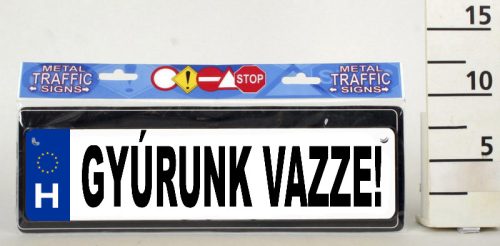 METAL
TRAFFIC
SIGNS
STOP
METAL
TRAFFIC
SIGNS
H
GYÚRUNK VAZZE!
15
10
5